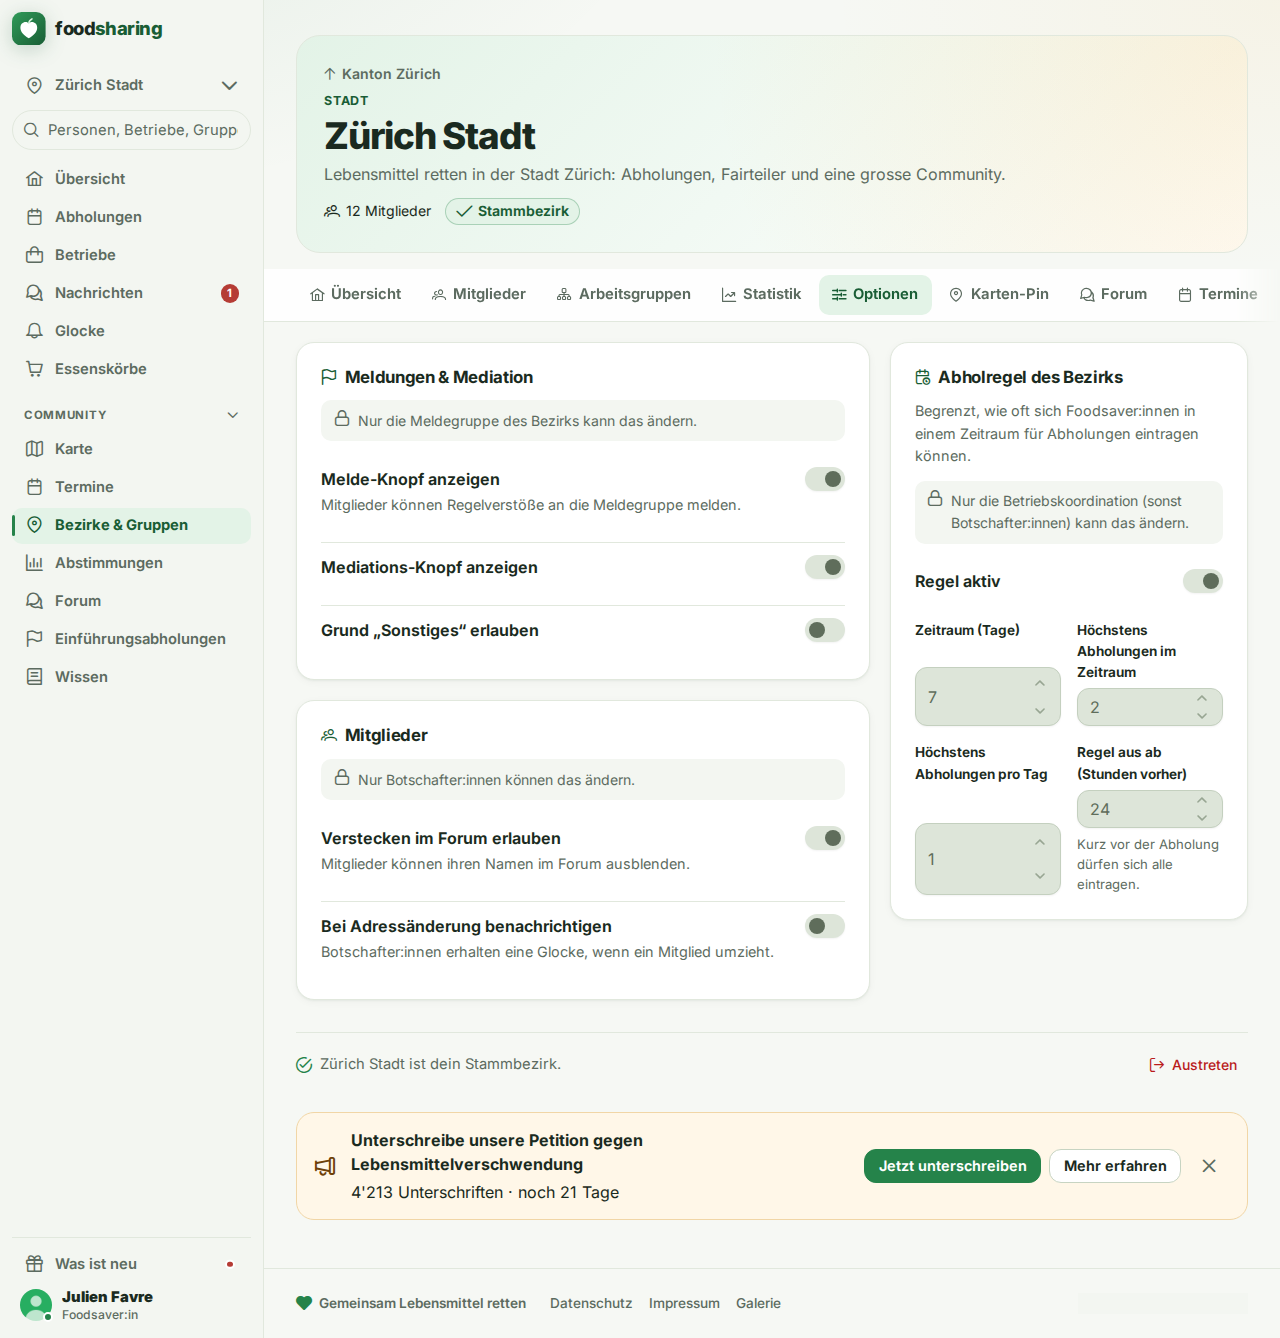 foodsharing
Zürich Stadt
Personen, Betriebe, Grupp
Übersicht
Abholungen
Betriebe
Nachrichten 1
Glocke
Essenskörbe
COMMUNITY
Karte
Termine
Bezirke & Gruppen
Abstimmungen
Forum
Einführungsabholungen
Wissen
Was ist neu
Julien Favre
Foodsaver:in
Kanton Zürich
STADT
Zürich Stadt
Lebensmittel retten in der Stadt Zürich: Abholungen, Fairteiler und eine grosse Community.
12 Mitglieder Stammbezirk
Übersicht Mitglieder Arbeitsgruppen Statistik Optionen Karten-Pin Forum Termine
Meldungen & Mediation
Nur die Meldegruppe des Bezirks kann das ändern.
Melde-Knopf anzeigen
Mitglieder können Regelverstöße an die Meldegruppe melden.
Mediations-Knopf anzeigen
Grund „Sonstiges“ erlauben
Mitglieder
Nur Botschafter:innen können das ändern.
Verstecken im Forum erlauben
Mitglieder können ihren Namen im Forum ausblenden.
Bei Adressänderung benachrichtigen
Botschafter:innen erhalten eine Glocke, wenn ein Mitglied umzieht.
Abholregel des Bezirks
Begrenzt, wie oft sich Foodsaver:innen in
einem Zeitraum für Abholungen eintragen
können.
Nur die Betriebskoordination (sonst
Botschafter:innen) kann das ändern.
Regel aktiv
Zeitraum (Tage)
7
Höchstens
Abholungen im
Zeitraum
2
Höchstens
Abholungen pro Tag
1
Regel aus ab
(Stunden vorher)
24
Kurz vor der Abholung
dürfen sich alle
eintragen.
Zürich Stadt ist dein Stammbezirk.
Austreten
Unterschreibe unsere Petition gegen
Lebensmittelverschwendung
4'213 Unterschriften · noch 21 Tage
Jetzt unterschreiben Mehr erfahren
Gemeinsam Lebensmittel retten Datenschutz Impressum Galerie